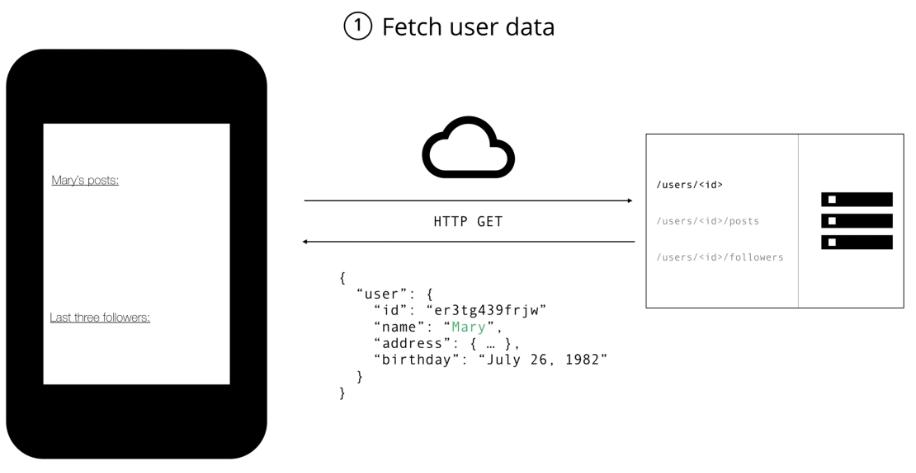 1 Fetch user data
Mary's posts:
Last three followers:
HTTP GET
{
“user”: {
“id”: “er3tg439frjw”
“name”: “Mary”,
“address”: { … },
“birthday”: “July 26, 1982”
}
}
/users/<id>
/users/<id>/posts
/users/<id>/followers